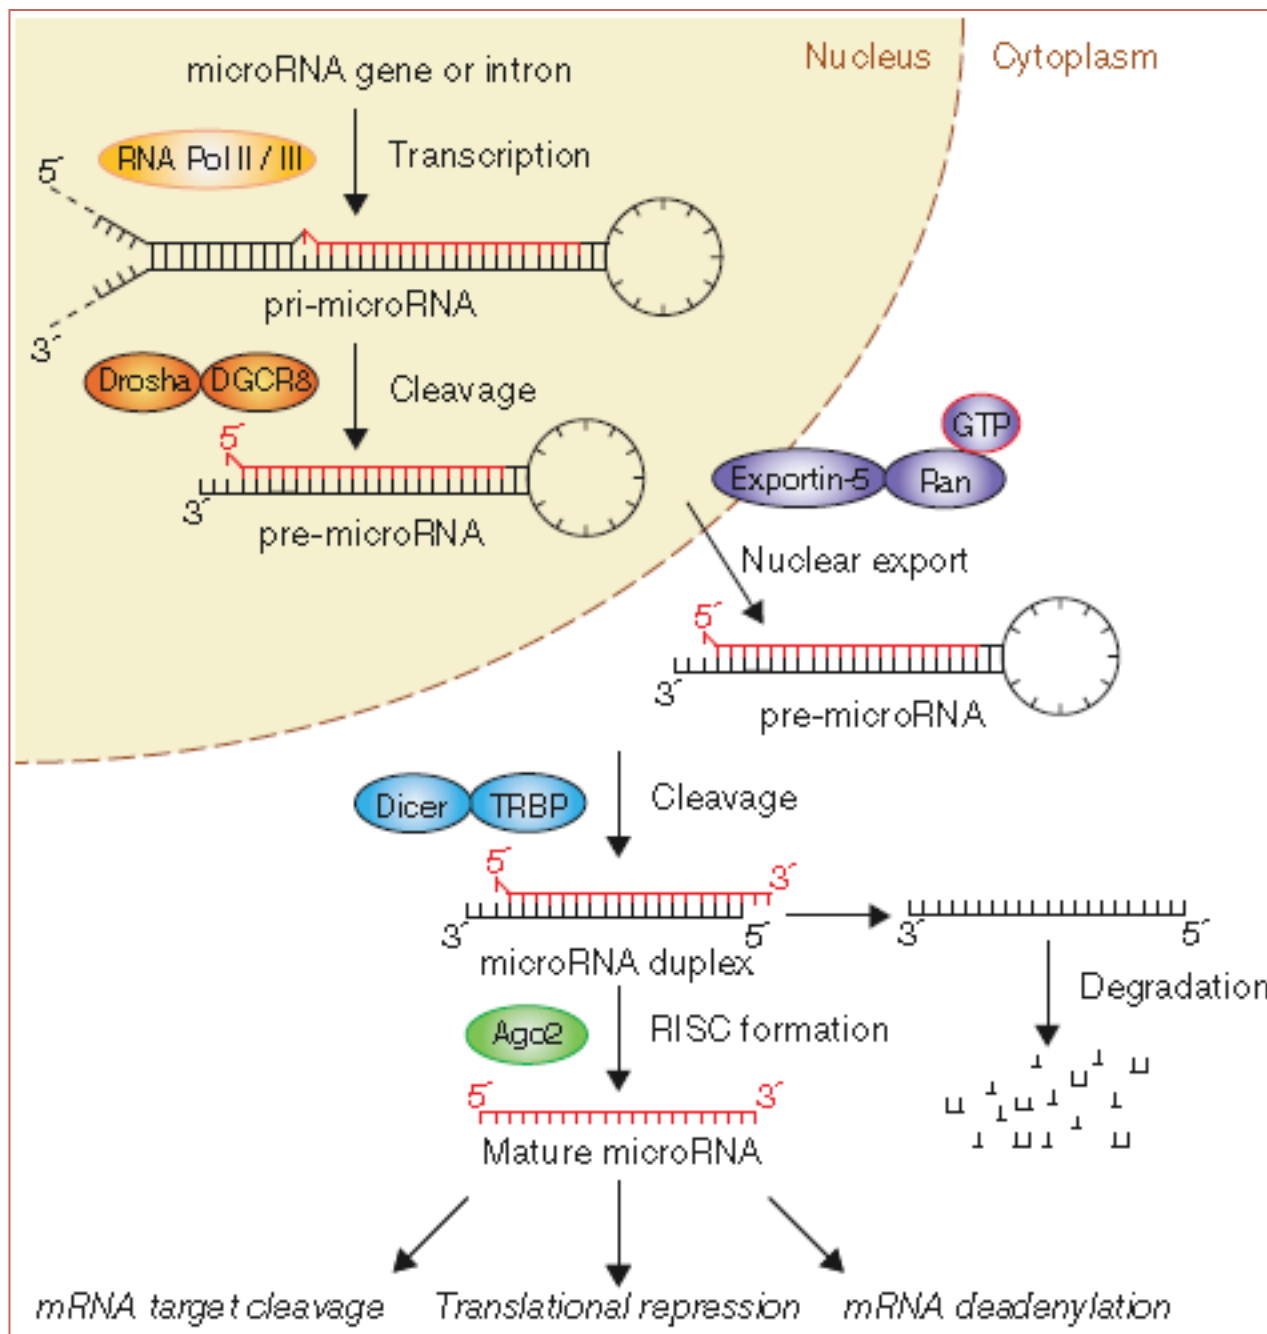 Nucleus
Cytoplasm
microRNA gene or intron
RNA Pol II / III
Transcription
5´
3´
pri-microRNA
Drosha
DGCR8
Cleavage
5´
3´
pre-microRNA
GTP
Exportin-5
Ran
Nuclear export
5´
3´
pre-microRNA
Dicer
TRBP
Cleavage
5´
3´
3´
5´
microRNA duplex
3´
5´
Degradation
Ago2
RISC formation
5´
3´
Mature microRNA
mRNA target cleavage
Translational repression
mRNA deadenylation